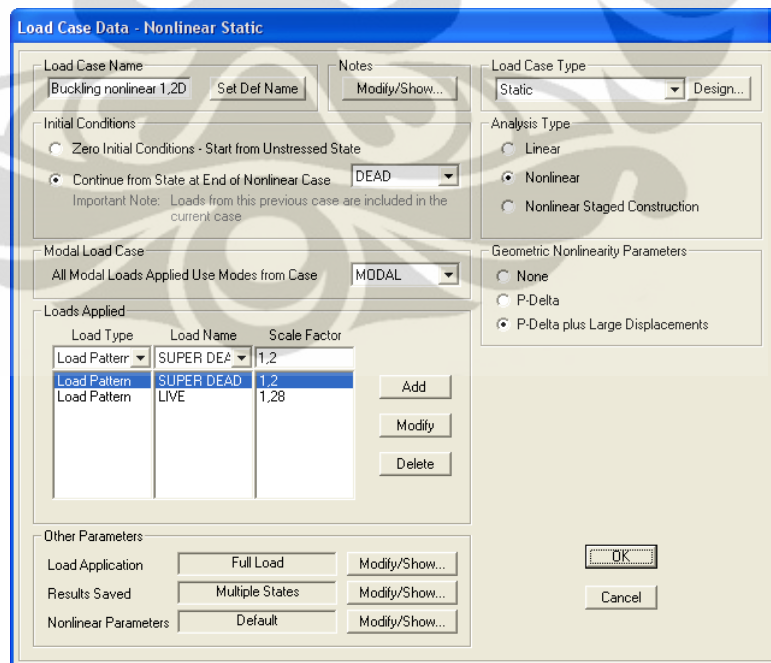 Load Case Data - Nonlinear Static
Load Case Name
Buckling nonlinear 1,2D
Set Def Name
Notes
Modify/Show...
Load Case Type
Static
Design...
Initial Conditions
Zero Initial Conditions - Start from Unstressed State
Continue from State at End of Nonlinear Case
DEAD
Important Note: Loads from this previous case are included in the
current case
Analysis Type
Linear
Nonlinear
Nonlinear Staged Construction
Modal Load Case
All Modal Loads Applied Use Modes from Case
MODAL
Geometric Nonlinearity Parameters
None
P-Delta
P-Delta plus Large Displacements
Loads Applied
Load Type Load Name Scale Factor
Load Pattern SUPER DEA 1,2
Load Pattern SUPER DEAD 1,2
Load Pattern LIVE 1,28
Add
Modify
Delete
Other Parameters
Load Application Full Load Modify/Show...
Results Saved Multiple States Modify/Show...
Nonlinear Parameters Default Modify/Show...
OK
Cancel